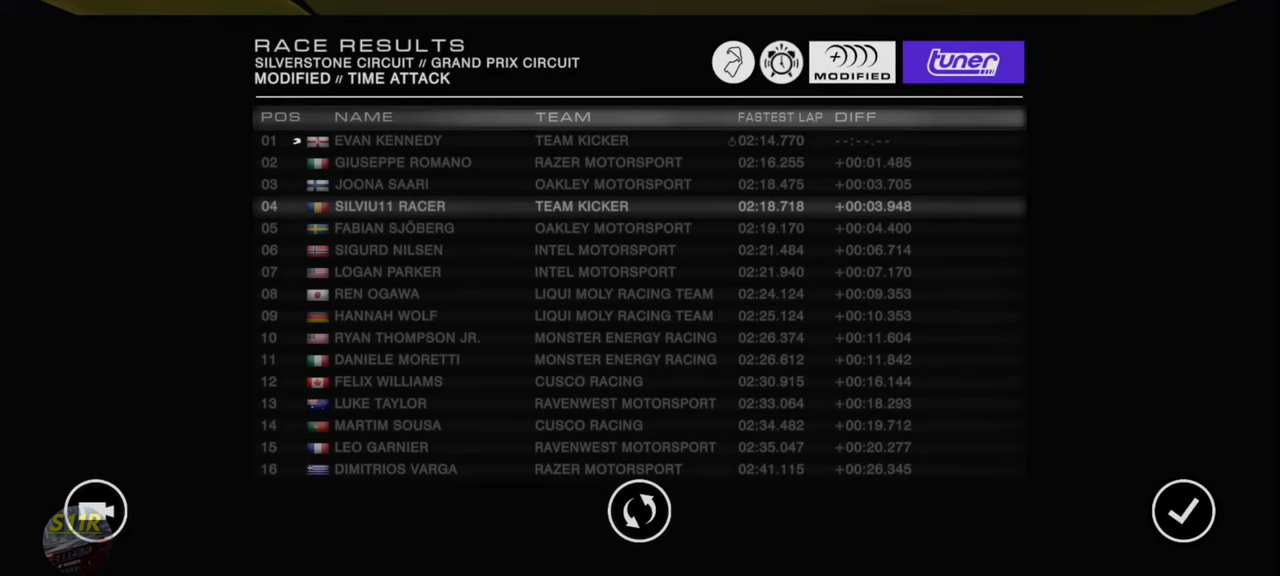 RACE RESULTS
SILVERSTONE CIRCUIT // GRAND PRIX CIRCUIT
MODIFIED // TIME ATTACK
MODIFIED
tuner
POS NAME TEAM FASTEST LAP DIFF
01 EVAN KENNEDY TEAM KICKER 02:14.770 --:--.--
02 GIUSEPPE ROMANO RAZER MOTORSPORT 02:16.255 +00:01.485
03 JOONA SAARI OAKLEY MOTORSPORT 02:18.475 +00:03.705
04 SILVIU11 RACER TEAM KICKER 02:18.718 +00:03.948
05 FABIAN SJÖBERG OAKLEY MOTORSPORT 02:19.170 +00:04.400
06 SIGURD NILSEN INTEL MOTORSPORT 02:21.484 +00:06.714
07 LOGAN PARKER INTEL MOTORSPORT 02:21.940 +00:07.170
08 REN OGAWA LIQUI MOLY RACING TEAM 02:24.124 +00:09.353
09 HANNAH WOLF LIQUI MOLY RACING TEAM 02:25.124 +00:10.353
10 RYAN THOMPSON JR. MONSTER ENERGY RACING 02:26.374 +00:11.604
11 DANIELE MORETTI MONSTER ENERGY RACING 02:26.612 +00:11.842
12 FELIX WILLIAMS CUSCO RACING 02:30.915 +00:16.144
13 LUKE TAYLOR RAVENWEST MOTORSPORT 02:33.064 +00:18.293
14 MARTIM SOUSA CUSCO RACING 02:34.482 +00:19.712
15 LEO GARNIER RAVENWEST MOTORSPORT 02:35.047 +00:20.277
16 DIMITRIOS VARGA RAZER MOTORSPORT 02:41.115 +00:26.345
S11R